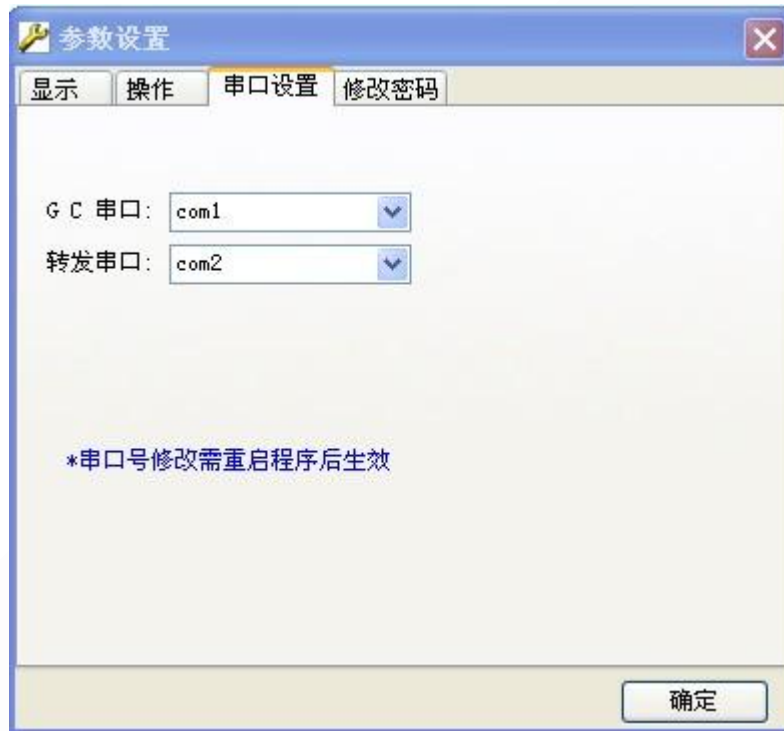 参数设置
显示 操作 串口设置 修改密码
G C 串口: com1
转发串口: com2
*串口号修改需重启程序后生效
确定